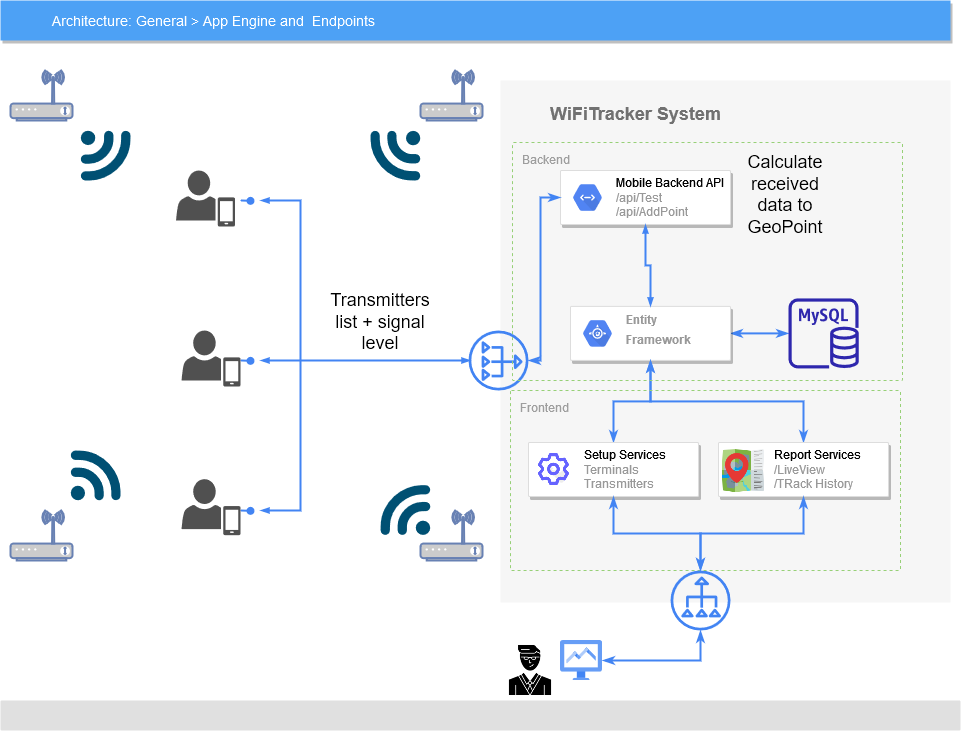 Architecture: General > App Engine and  Endpoints
WiFiTracker System
Backend
Mobile Backend API
/api/Test
/api/AddPoint
Calculate
received
data to
GeoPoint
Transmitters
list + signal
level
Entity
Framework
MySQL
Frontend
Setup Services
Terminals
Transmitters
Report Services
/LiveView
/TRack History